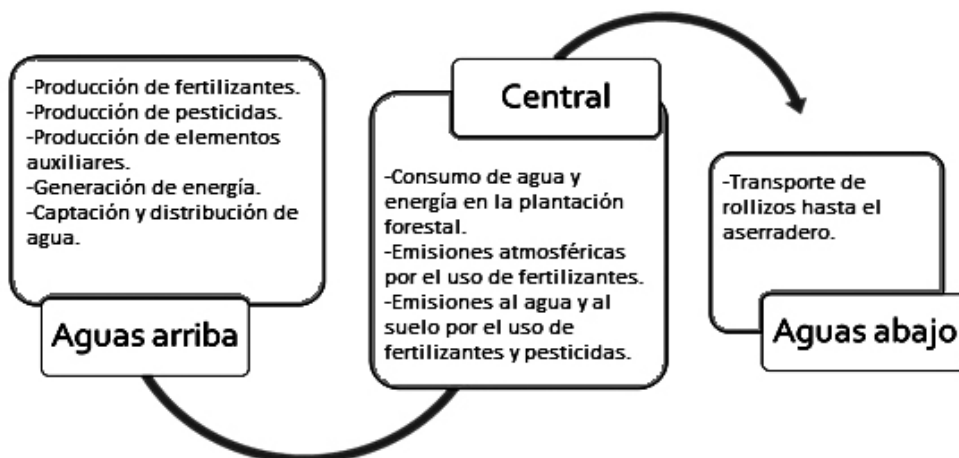 -Producción de fertilizantes.
-Producción de pesticidas.
-Producción de elementos
auxiliares.
-Generación de energía.
-Captación y distribución de
agua.
Aguas arriba
Central
-Consumo de agua y
energía en la plantación
forestal.
-Emisiones atmosféricas
por el uso de fertilizantes.
-Emisiones al agua y al
suelo por el uso de
fertilizantes y pesticidas.
-Transporte de
rollizos hasta el
aserradero.
Aguas abajo